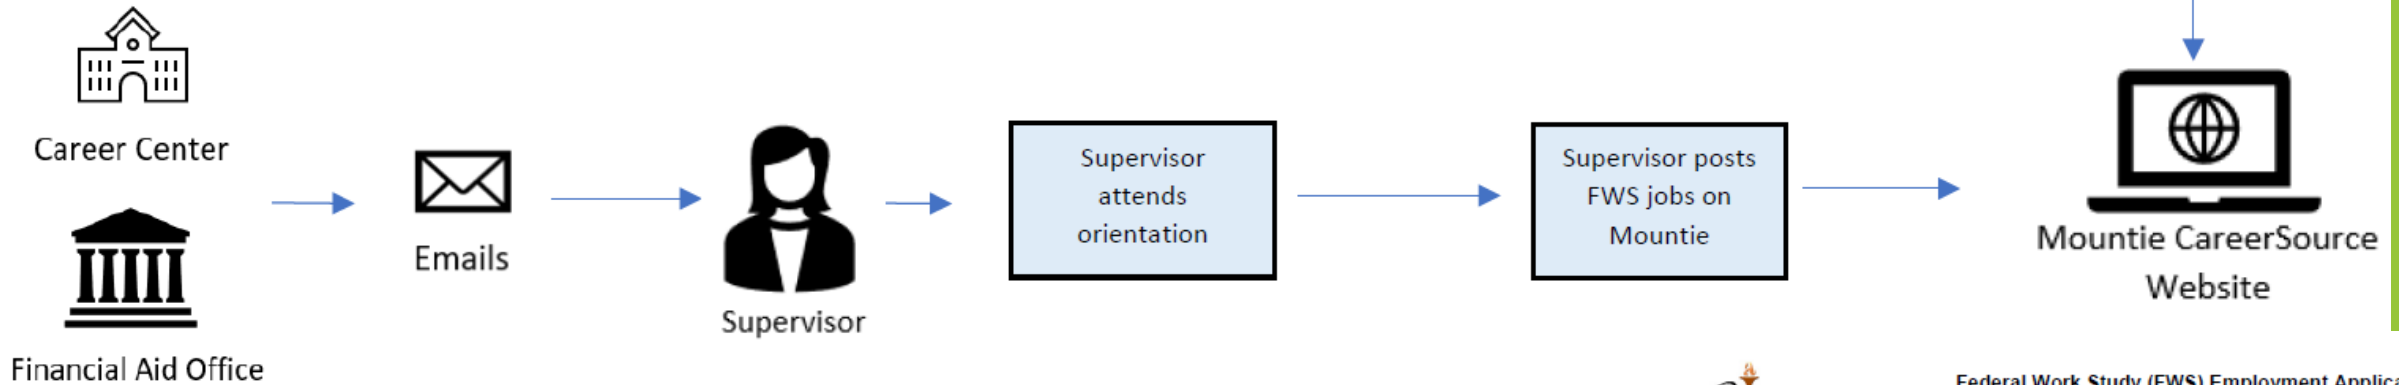 Career Center
Financial Aid Office
Emails
Supervisor
Supervisor
attends
orientation
Supervisor posts
FWS jobs on
Mountie
Mountie CareerSource
Website
Federal Work Study (FWS) Employment